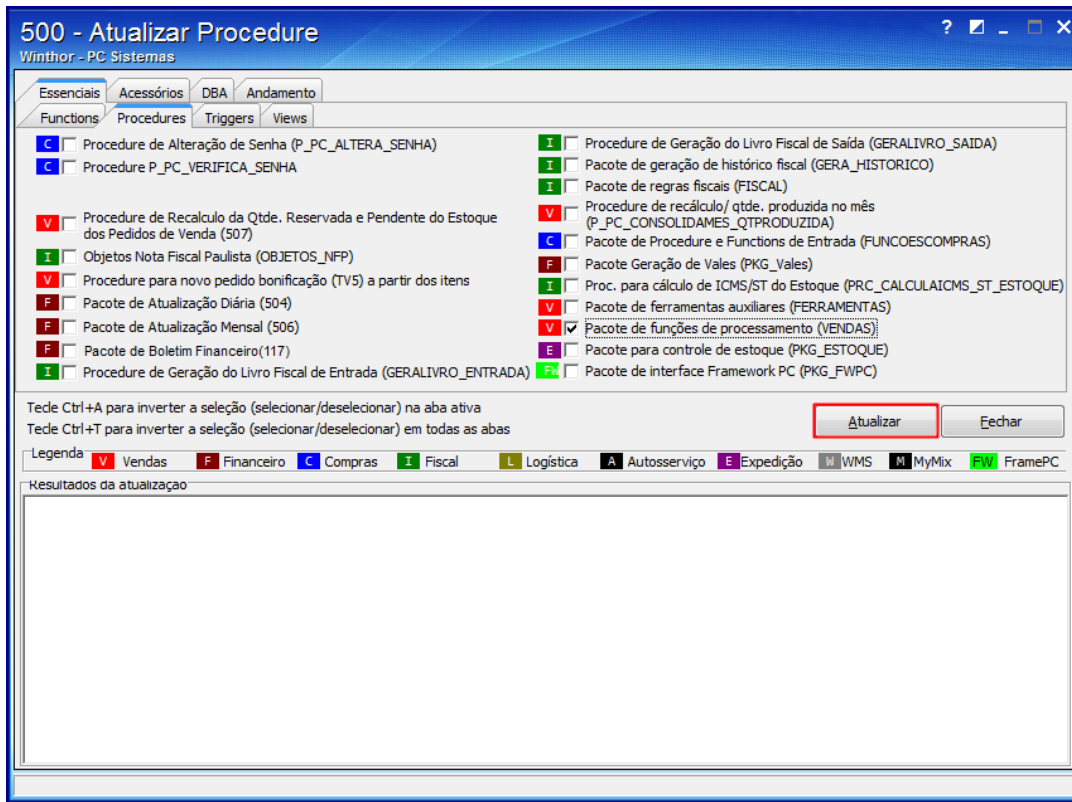 500 - Atualizar Procedure
Winthor - PC Sistemas
Essenciais Acessórios DBA Andamento
Functions Procedures Triggers Views
C Procedure de Alteração de Senha (P_PC_ALTERA_SENHA)
C Procedure P_PC_VERIFICA_SENHA
V Procedure de Recalculo da Qtde. Reservada e Pendente do Estoque
dos Pedidos de Venda (507)
I Objetos Nota Fiscal Paulista (OBJETOS_NFP)
V Procedure para novo pedido bonificação (TV5) a partir dos itens
F Pacote de Atualização Diária (504)
F Pacote de Atualização Mensal (506)
F Pacote de Boletim Financeiro(117)
I Procedure de Geração do Livro Fiscal de Entrada (GERALIVRO_ENTRADA)
I Procedure de Geração do Livro Fiscal de Saída (GERALIVRO_SAIDA)
I Pacote de geração de histórico fiscal (GERA_HISTORICO)
I Pacote de regras fiscais (FISCAL)
V Procedure de recálculo/ qtde. produzida no mês
(P_PC_CONSOLIDAMES_QTPRODUZIDA)
C Pacote de Procedure e Functions de Entrada (FUNCOESCOMPRAS)
F Pacote Geração de Vales (PKG_Vales)
I Proc. para cálculo de ICMS/ST do Estoque (PRC_CALCULAICMS_ST_ESTOQUE)
V Pacote de ferramentas auxiliares (FERRAMENTAS)
V Pacote de funções de processamento (VENDAS)
E Pacote para controle de estoque (PKG_ESTOQUE)
FW Pacote de interface Framework PC (PKG_FWPC)
Tecle Ctrl+A para inverter a seleção (selecionar/deselecionar) na aba ativa
Tecle Ctrl+T para inverter a seleção (selecionar/deselecionar) em todas as abas
Atualizar Fechar
Legenda
V Vendas F Financeiro C Compras I Fiscal L Logística A Autosserviço E Expedição W WMS M MyMix FW FramePC
Resultados da atualização